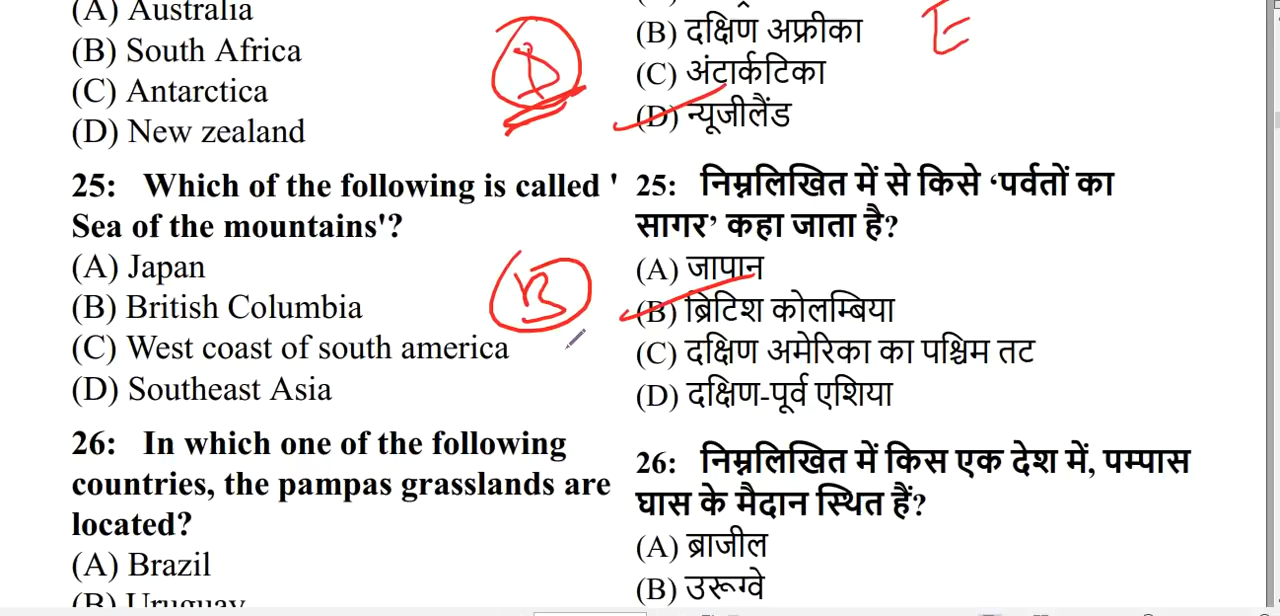 (A) Australia
(B) South Africa
(C) Antarctica
(D) New zealand
D
25: Which of the following is called '
Sea of the mountains'?
(A) Japan
(B) British Columbia
(C) West coast of south america
(D) Southeast Asia
B
26: In which one of the following
countries, the pampas grasslands are
located?
(A) Brazil
(B) Uruguay
(B) दक्षिण अफ्रीका
(C) अंटार्कटिका
(D) न्यूजीलैंड
E
25: निम्नलिखित में से किसे ‘पर्वतों का
सागर’ कहा जाता है?
(A) जापान
(B) ब्रिटिश कोलम्बिया
(C) दक्षिण अमेरिका का पश्चिम तट
(D) दक्षिण-पूर्व एशिया
26: निम्नलिखित में किस एक देश में, पम्पास
घास के मैदान स्थित हैं?
(A) ब्राजील
(B) उरूग्वे